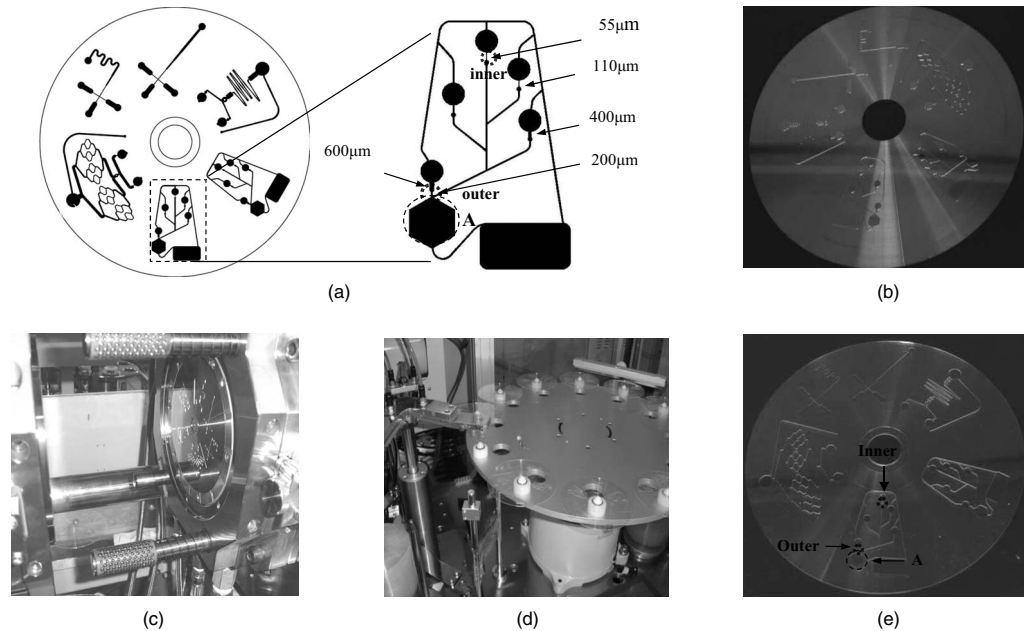 55μm
inner
110μm
400μm
600μm
200μm
outer
A
(a)
(b)
(c)
(d)
Inner
Outer
A
(e)